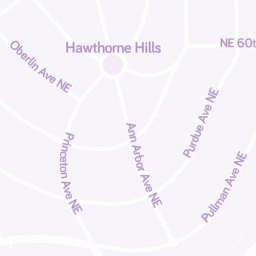 Hawthorne Hills
NE 60t
Oberlin Ave NE
Purdue Ave NE
Ann Arbor Ave NE
Princeton Ave NE
Pullman Ave NE